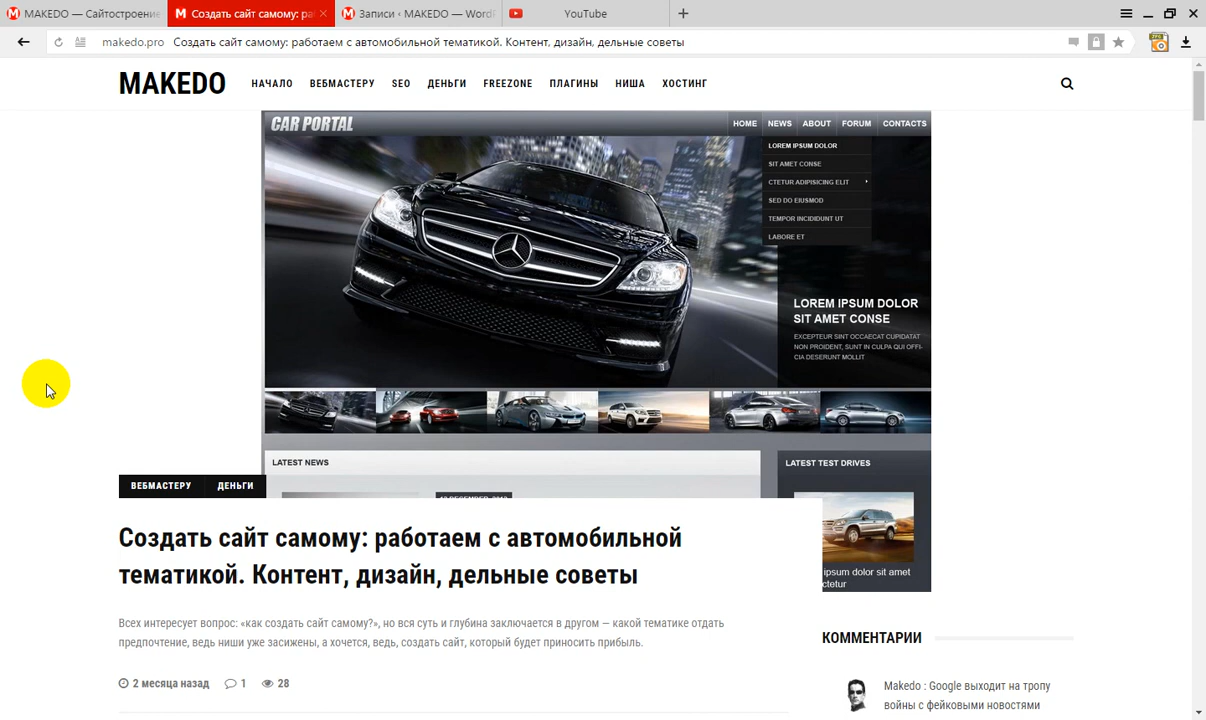 MAKEDO — Сайтостроение
Создать сайт самому: ра
Записи ‹ MAKEDO — WordP
YouTube
makedo.pro Создать сайт самому: работаем с автомобильной тематикой. Контент, дизайн, дельные советы
MAKEDO
НАЧАЛО ВЕБМАСТЕРУ SEO ДЕНЬГИ FREEZONE ПЛАГИНЫ НИША ХОСТИНГ
CAR PORTAL
HOME NEWS ABOUT FORUM CONTACTS
LOREM IPSUM DOLOR
SIT AMET CONSE
CTETUR ADIPISICING ELIT
SED DO EIUSMOD
TEMPOR INCIDIDUNT UT
LABORE ET
LOREM IPSUM DOLOR
SIT AMET CONSE
EXCEPTEUR SINT OCCAECAT CUPIDATAT
NON PROIDENT, SUNT IN CULPA QUI OFFI-
CIA DESERUNT MOLLIT
LATEST NEWS
LATEST TEST DRIVES
ipsum dolor sit amet
ctetur
ВЕБМАСТЕРУ ДЕНЬГИ
Создать сайт самому: работаем с автомобильной
тематикой. Контент, дизайн, дельные советы
Всех интересует вопрос: «как создать сайт самому?», но вся суть и глубина заключается в другом — какой тематике отдать
предпочтение, ведь ниши уже засижены, а хочется, ведь, создать сайт, который будет приносить прибыль.
2 месяца назад 1 28
КОММЕНТАРИИ
Makedo : Google выходит на тропу
войны с фейковыми новостями